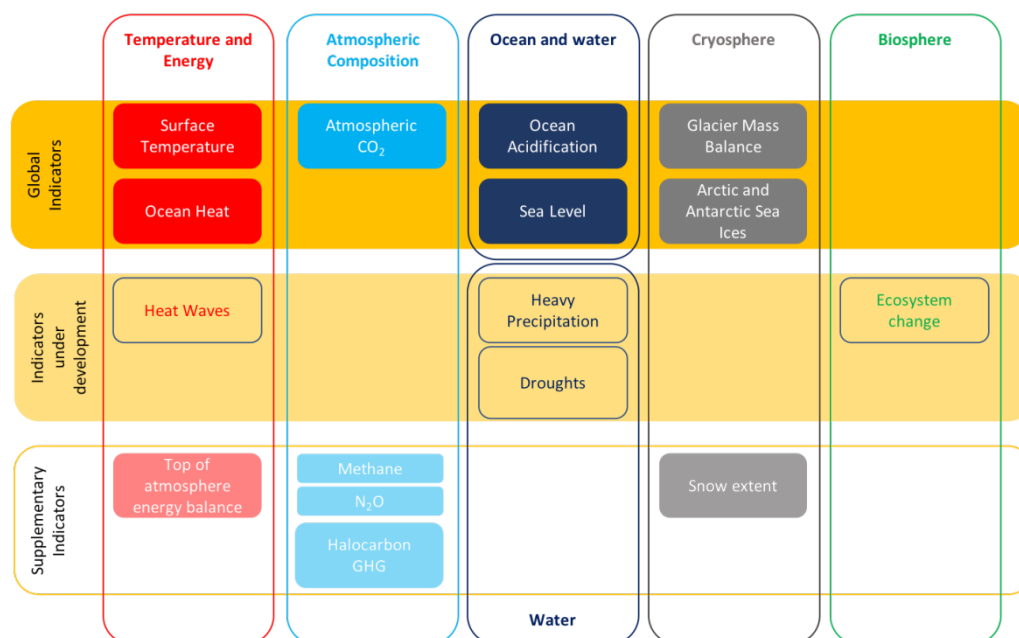 Temperature and
Energy
Atmospheric
Composition
Ocean and water
Cryosphere
Biosphere
Global
Indicators
Surface
Temperature
Atmospheric
CO₂
Ocean
Acidification
Glacier Mass
Balance
Ocean Heat
Sea Level
Arctic and
Antarctic Sea
Ices
Indicators
under
development
Heat Waves
Heavy
Precipitation
Ecosystem
change
Droughts
Supplementary
Indicators
Top of
atmosphere
energy balance
Methane
N₂O
Halocarbon
GHG
Snow extent
Water